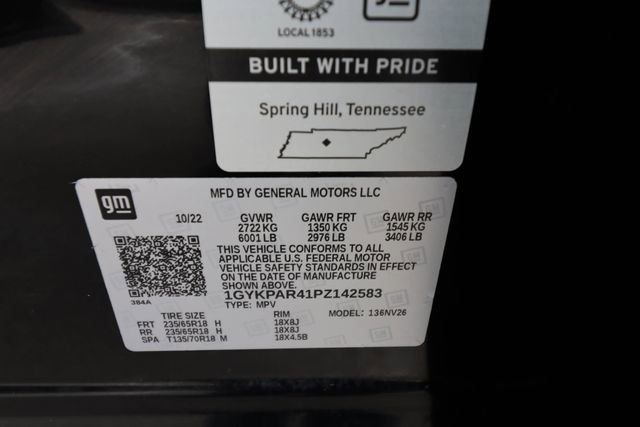 LOCAL 1853
BUILT WITH PRIDE
Spring Hill, Tennessee
gm
MFD BY GENERAL MOTORS LLC
10/22 GVWR GAWR FRT GAWR RR
2722 KG 1350 KG 1545 KG
6001 LB 2976 LB 3406 LB
THIS VEHICLE CONFORMS TO ALL
APPLICABLE U.S. FEDERAL MOTOR
VEHICLE SAFETY STANDARDS IN EFFECT
ON THE DATE OF MANUFACTURE
SHOWN ABOVE.
384A 1GYKPAR41PZ142583
TYPE: MPV MODEL: 136NV26
TIRE SIZE RIM
FRT 235/65R18 H 18X8J
RR 235/65R18 H 18X8J
SPA T135/70R18 M 18X4.5B